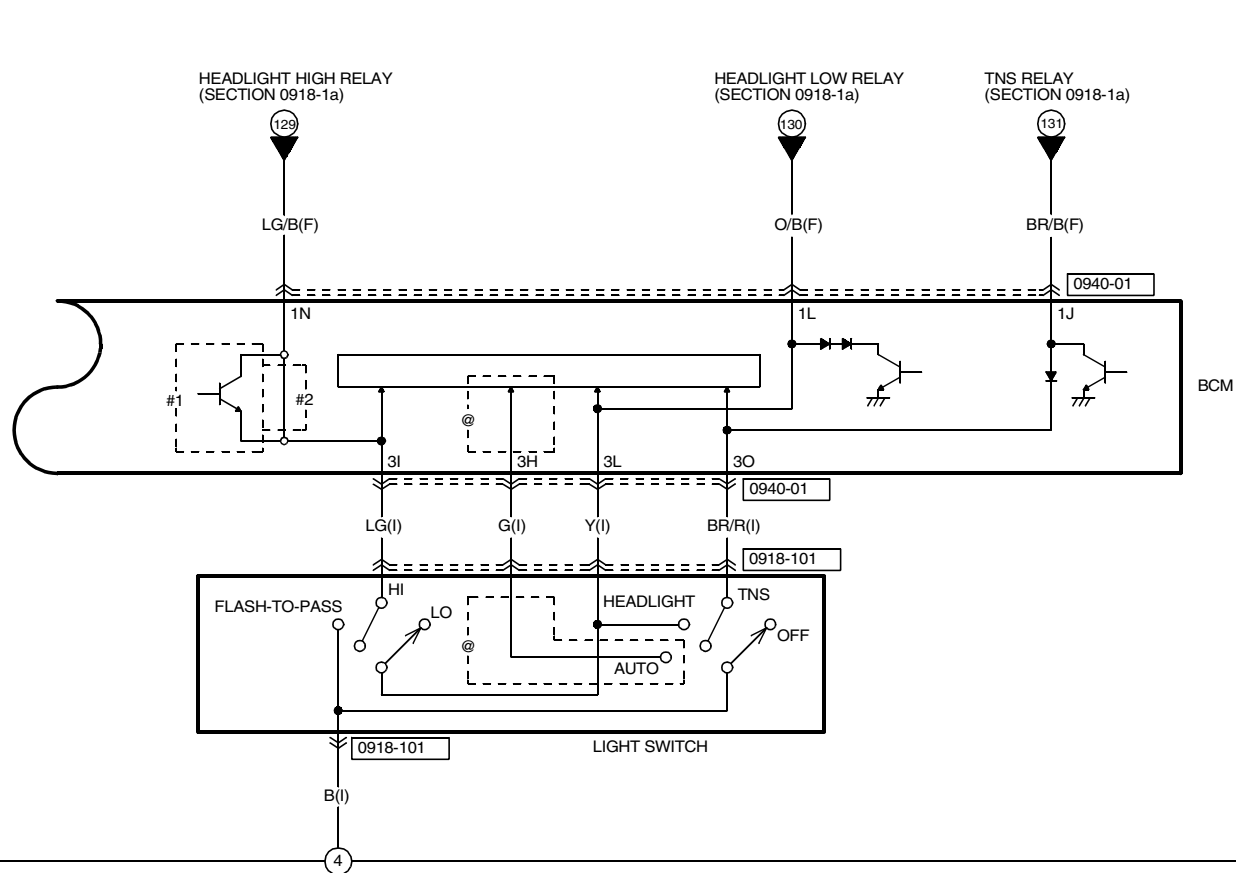 HEADLIGHT HIGH RELAY
(SECTION 0918-1a)
HEADLIGHT LOW RELAY
(SECTION 0918-1a)
TNS RELAY
(SECTION 0918-1a)
129
130
131
LG/B(F)
O/B(F)
BR/B(F)
0940-01
1N
1L
1J
#1
#2
@
BCM
3I
3H
3L
3O
0940-01
LG(I)
G(I)
Y(I)
BR/R(I)
0918-101
HI
FLASH-TO-PASS
LO
HEADLIGHT
TNS
OFF
@
AUTO
0918-101
LIGHT SWITCH
B(I)
4